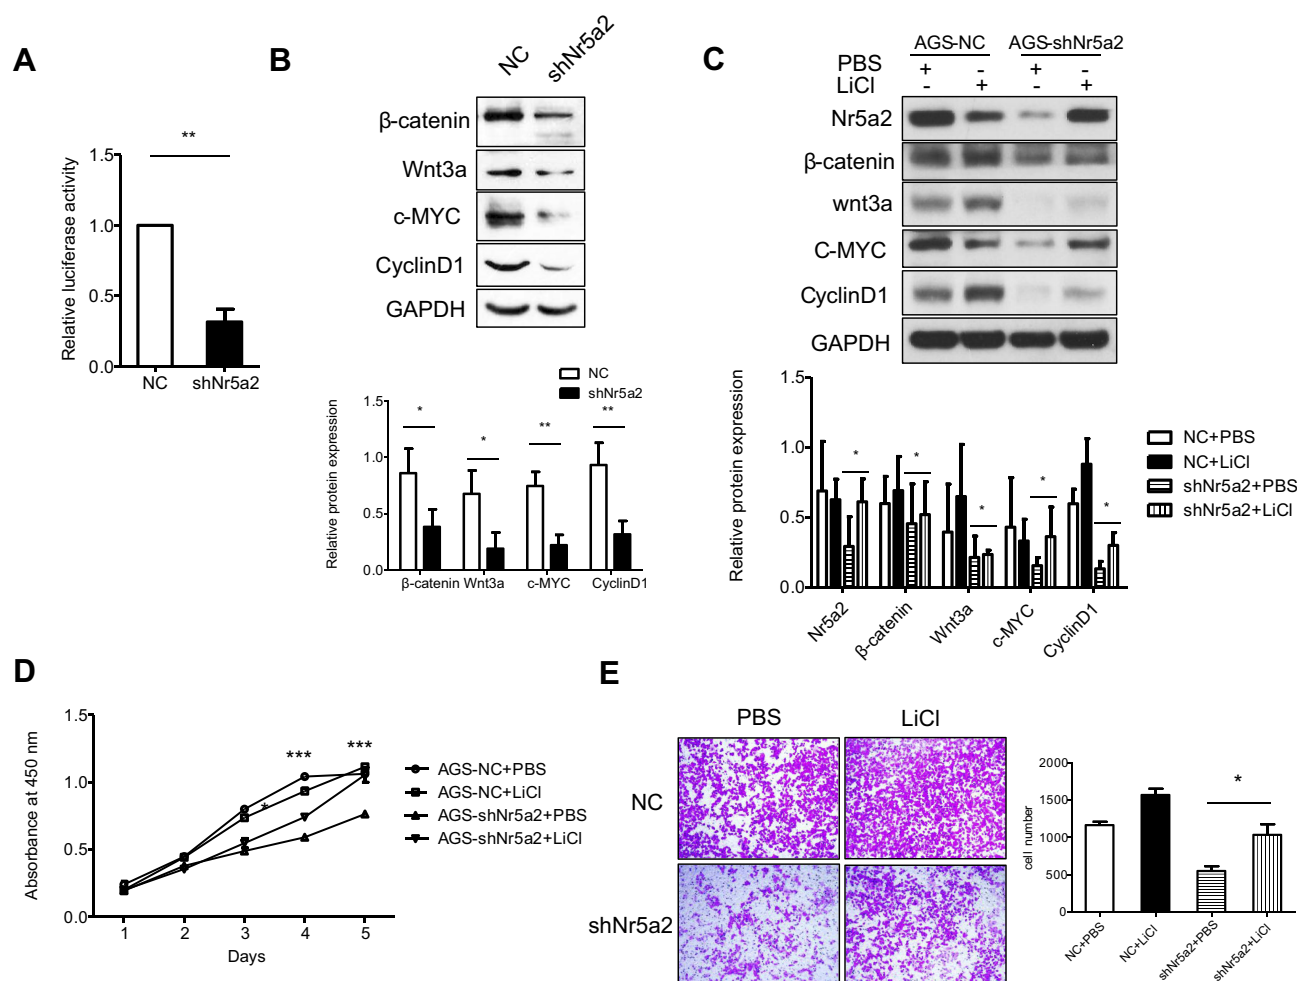 A
**
1.5
1.0
0.5
0.0
Relative luciferase activity
NC
shNr5a2
B
NC
shNr5a2
β-catenin
Wnt3a
c-MYC
CyclinD1
GAPDH
NC
shNr5a2
1.5
1.0
0.5
0.0
Relative protein expression
*
*
**
**
β-catenin Wnt3a c-MYC CyclinD1
C
AGS-NC AGS-shNr5a2
PBS + - + -
LiCl - + - +
Nr5a2
β-catenin
wnt3a
C-MYC
CyclinD1
GAPDH
1.5
1.0
0.5
0.0
Relative protein expression
*
*
*
*
*
Nr5a2
β-catenin
Wnt3a
c-MYC
CyclinD1
NC+PBS
NC+LiCl
shNr5a2+PBS
shNr5a2+LiCl
D
1.5
1.0
0.5
0.0
Absorbance at 450 nm
*
***
***
1 2 3 4 5
Days
AGS-NC+PBS
AGS-NC+LiCl
AGS-shNr5a2+PBS
AGS-shNr5a2+LiCl
E
PBS LiCl
NC
shNr5a2
2000
1500
1000
500
0
cell number
*
NC+PBS
NC+LiCl
shNr5a2+PBS
shNr5a2+LiCl